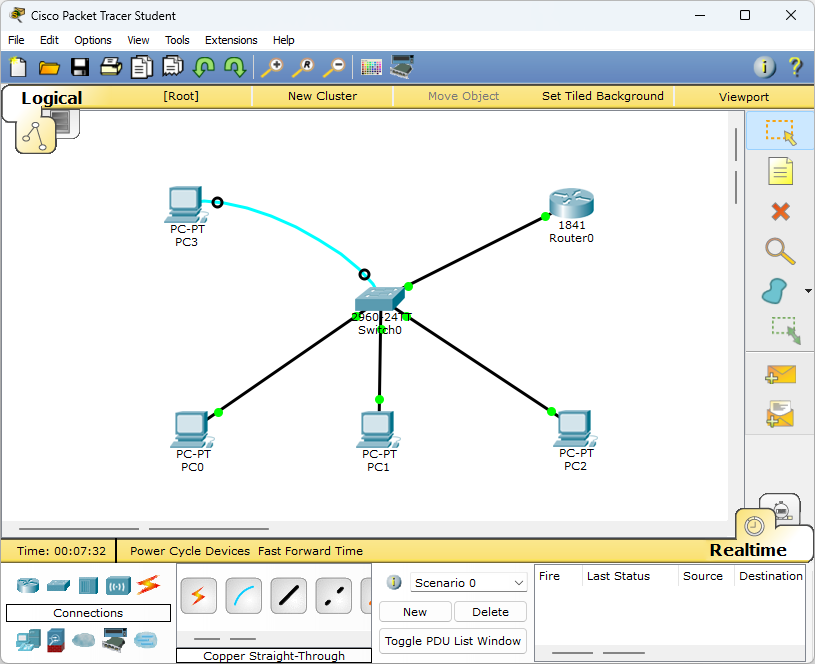 Cisco Packet Tracer Student
File Edit Options View Tools Extensions Help
Logical [Root] New Cluster Move Object Set Tiled Background Viewport
PC-PT
PC3
1841
Router0
2960-24TT
Switch0
PC-PT
PC0
PC-PT
PC1
PC-PT
PC2
Time: 00:07:32 Power Cycle Devices Fast Forward Time Realtime
Connections
Copper Straight-Through
Scenario 0
New Delete
Toggle PDU List Window
Fire Last Status Source Destination